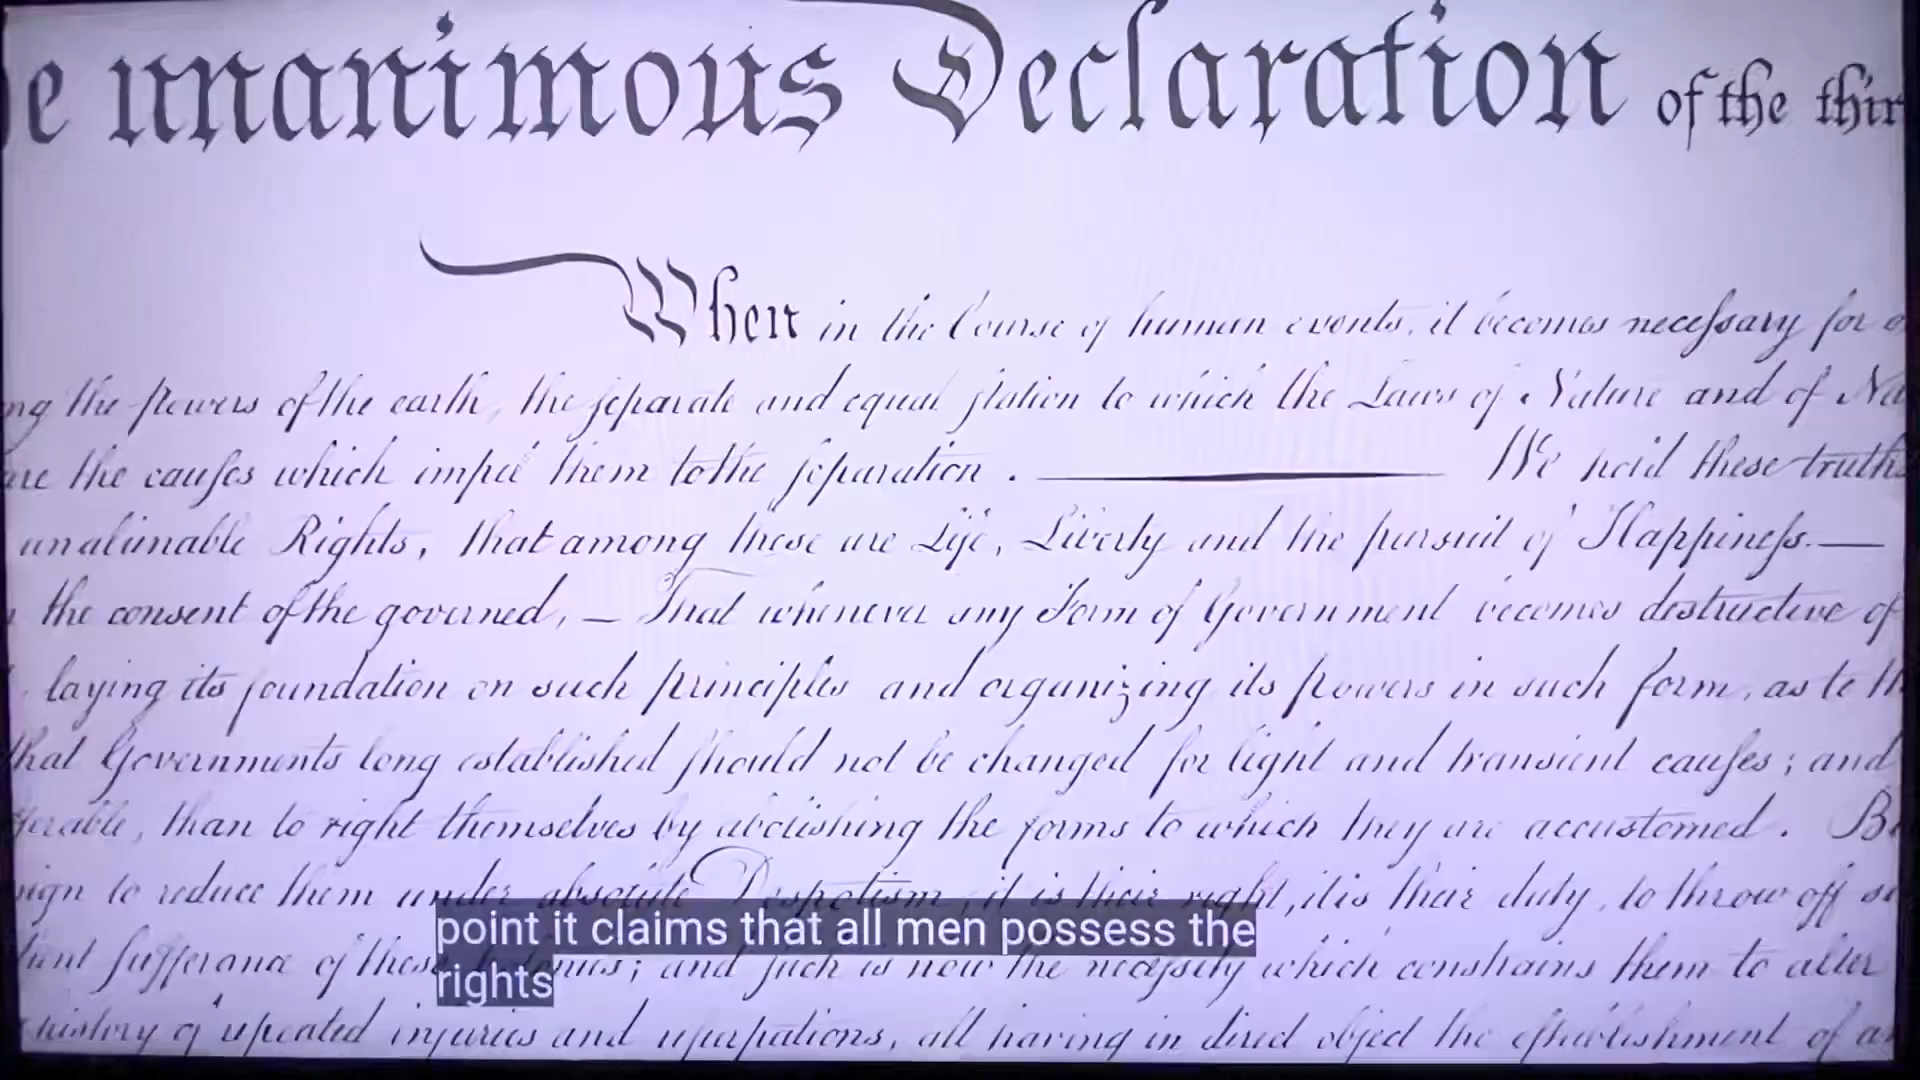 e unanimous Declaration of the thir
When in the Course of human events, it becomes necessary for o
ng the powers of the earth, the separate and equal station to which the Laws of Nature and of Na
are the causes which impel them to the separation. We hold these truths
unalienable Rights, that among these are Life, Liberty and the pursuit of Happiness.—
the consent of the governed, — That whenever any Form of Government becomes destructive of
laying its foundation on such principles and organizing its powers in such form, as to th
that Governments long established should not be changed for light and transient causes; and
ferable, than to right themselves by abolishing the forms to which they are accustomed. Bu
sign to reduce them under absolute Despotism, it is their right, it is their duty, to throw off su
point it claims that all men possess the
rights
tient sufferance of these ; and such is now the necessity which constrains them to alter
history of repeated injuries and usurpations, all having in direct object the establishment of an